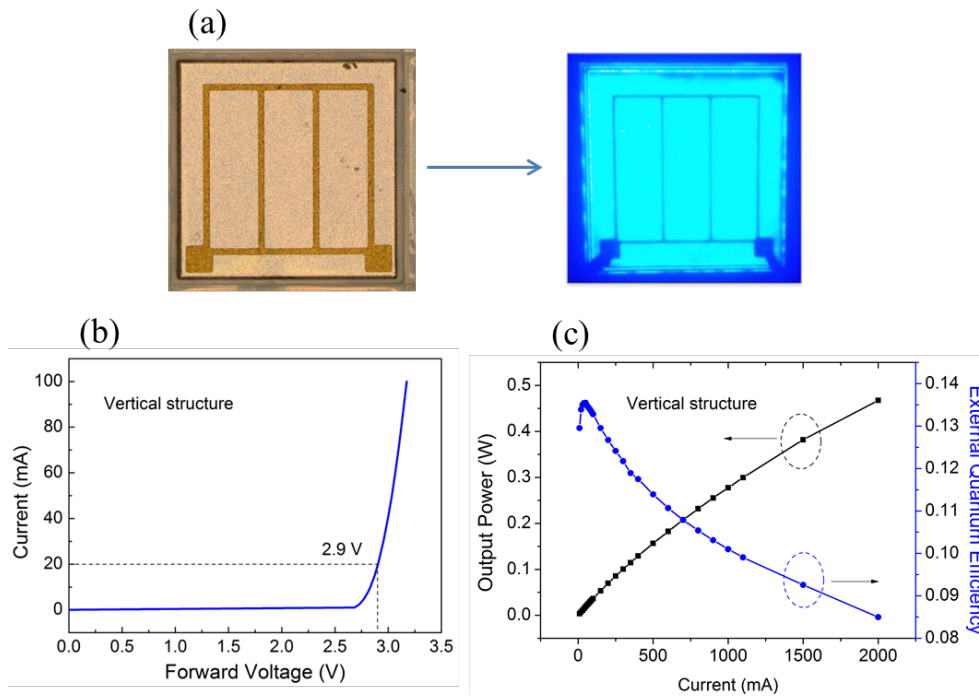 (a)
(b)
Vertical structure
2.9 V
100
80
60
40
20
0
0.0 0.5 1.0 1.5 2.0 2.5 3.0 3.5
Current (mA)
Forward Voltage (V)
(c)
Vertical structure
0.5
0.4
0.3
0.2
0.1
0.0
0 500 1000 1500 2000
0.14
0.13
0.12
0.11
0.10
0.09
0.08
Output Power (W)
Current (mA)
External Quantum Efficiency